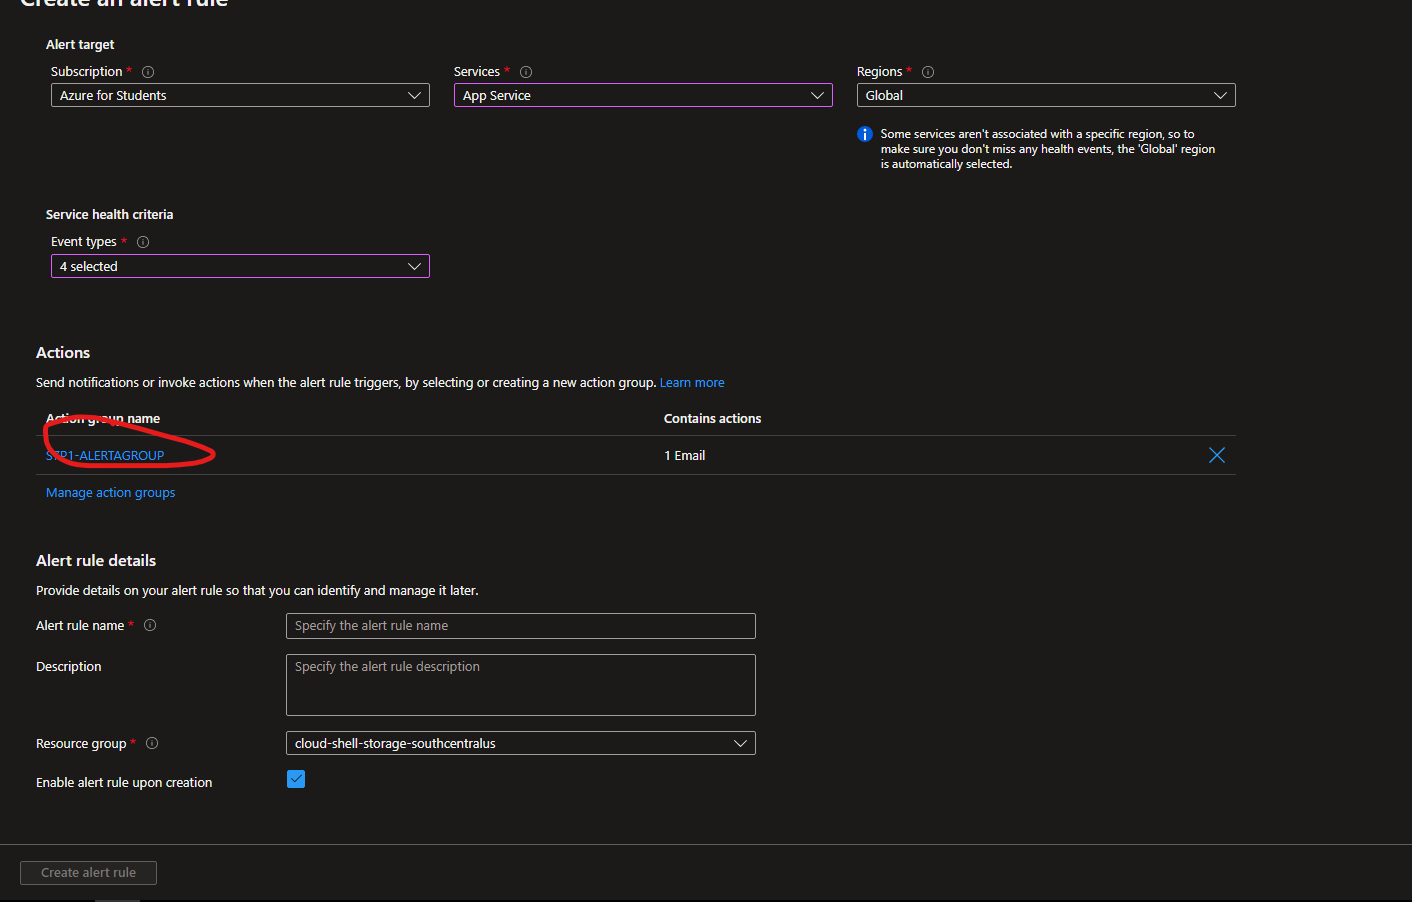 Create an alert rule
Alert target
Subscription *
Services *
Regions *
Azure for Students
App Service
Global
Some services aren't associated with a specific region, so to
make sure you don't miss any health events, the 'Global' region
is automatically selected.
Service health criteria
Event types *
4 selected
Actions
Send notifications or invoke actions when the alert rule triggers, by selecting or creating a new action group. Learn more
Action group name
Contains actions
1 Email
Manage action groups
Alert rule details
Provide details on your alert rule so that you can identify and manage it later.
Alert rule name *
Specify the alert rule name
Description
Specify the alert rule description
Resource group *
cloud-shell-storage-southcentralus
Enable alert rule upon creation
Create alert rule